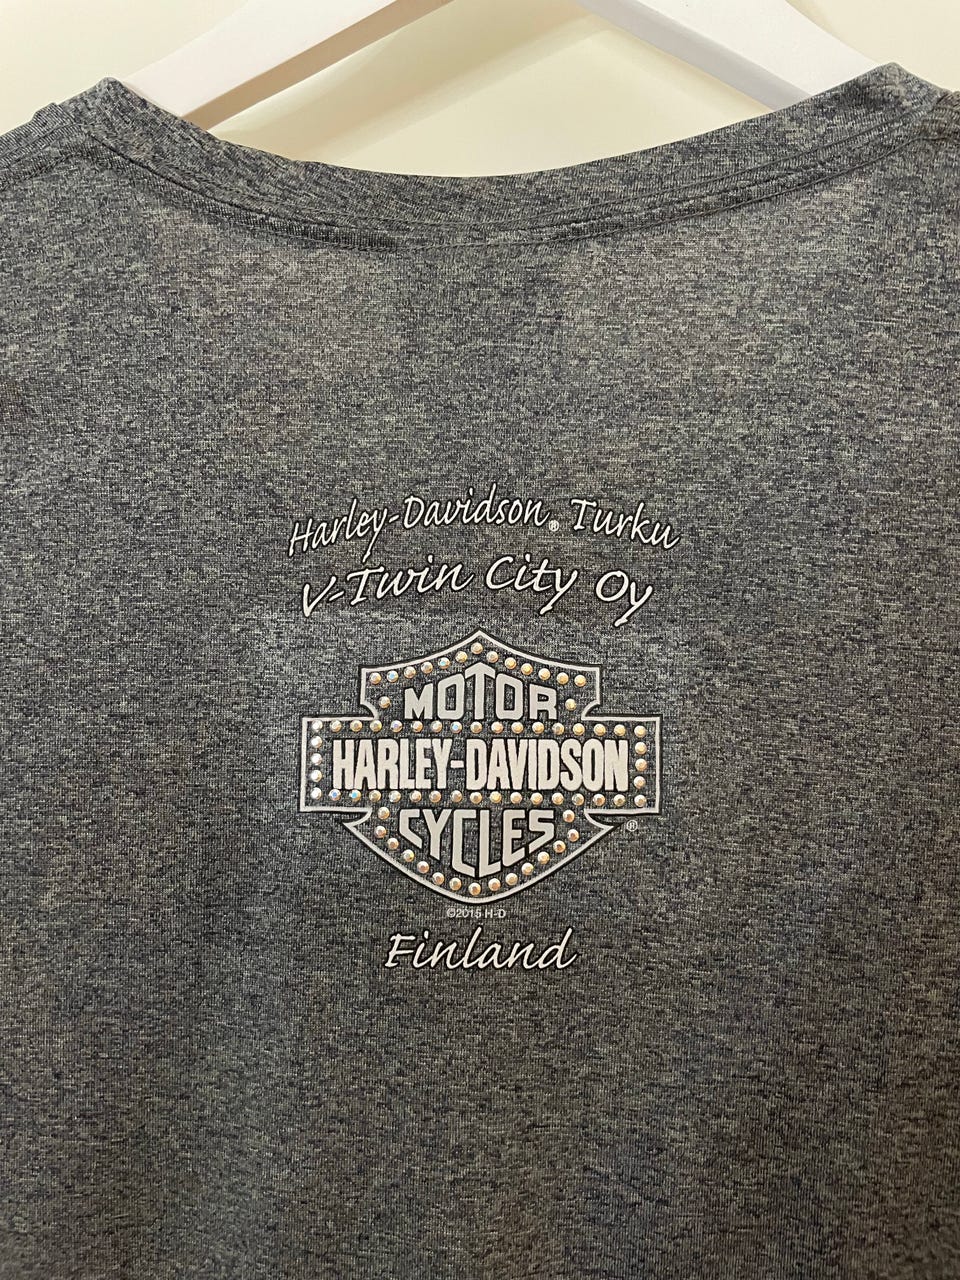 Harley-Davidson® Turku
V-Twin City Oy
MOTOR
HARLEY-DAVIDSON
CYCLES
®
©2015 H-D
Finland